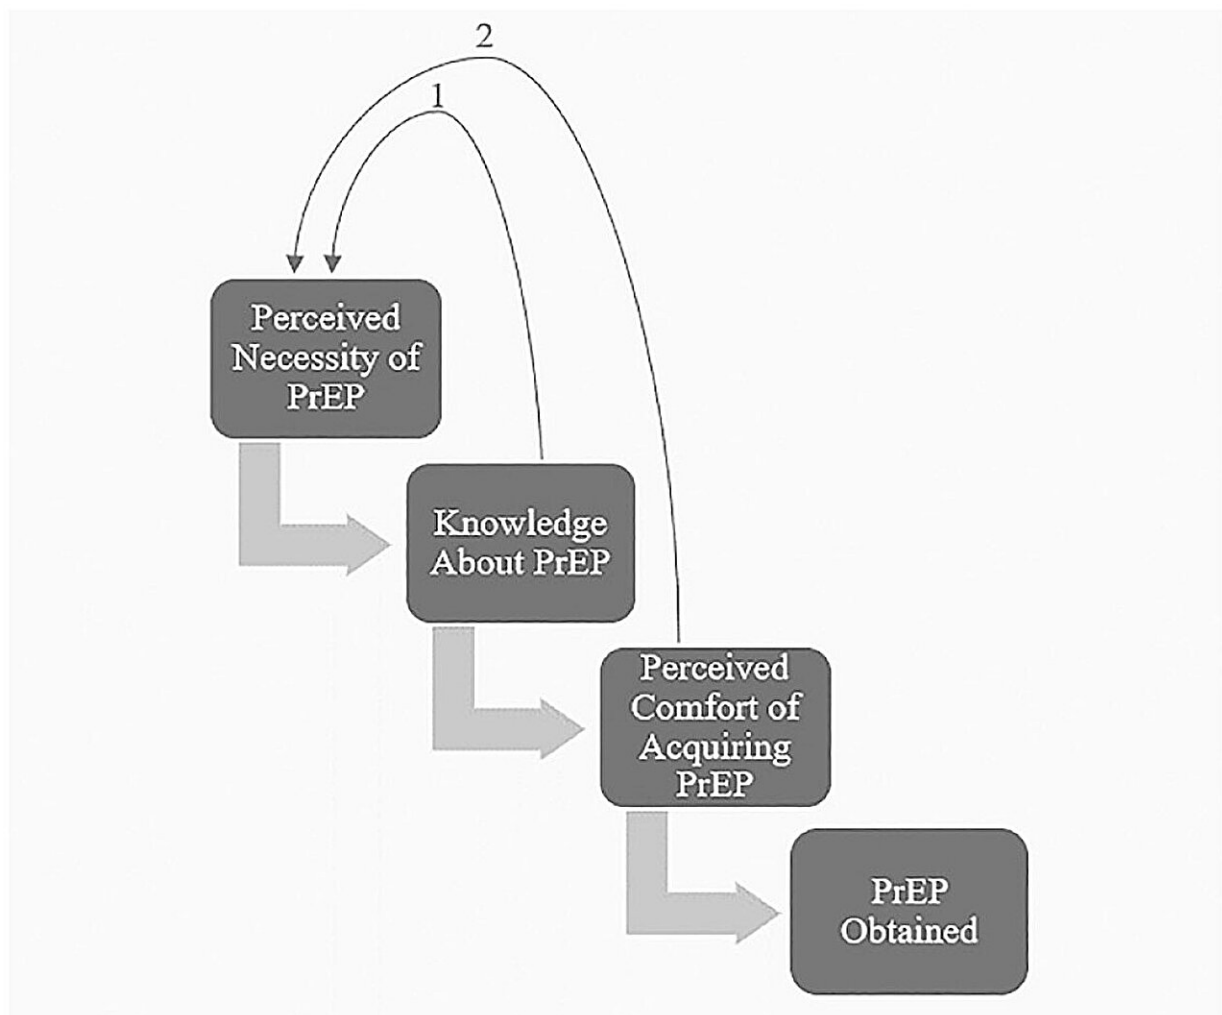 2
1
Perceived
Necessity of
PrEP
Knowledge
About PrEP
Perceived
Comfort of
Acquiring
PrEP
PrEP
Obtained